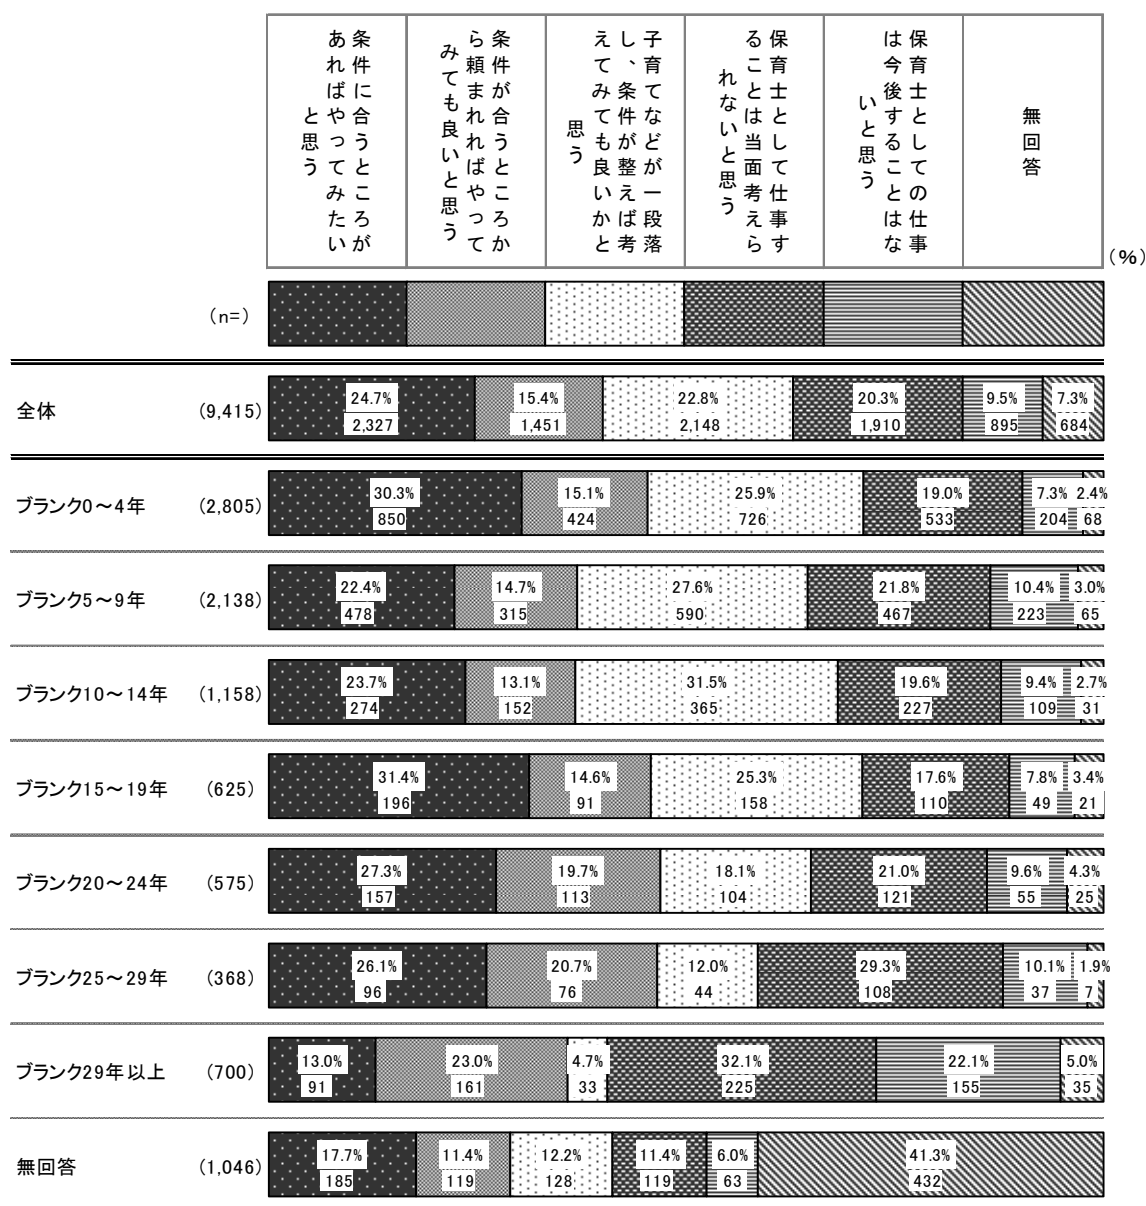 条件に合うところが
あればやってみたい
と思う
条件が合うところか
ら頼まれればやって
みても良いと思う
子育てなどが一段落
し、条件が整えば考
えてみても良いかと
思う
保育士として仕事す
ることは当面考えら
れないと思う
保育士としての仕事
は今後することはな
いと思う
無回答
(%)
(n=)
全体 (9,415) 24.7% 15.4% 22.8% 20.3% 9.5% 7.3%
2,327 1,451 2,148 1,910 895 684
ブランク0～4年 (2,805) 30.3% 15.1% 25.9% 19.0% 7.3% 2.4%
850 424 726 533 204 68
ブランク5～9年 (2,138) 22.4% 14.7% 27.6% 21.8% 10.4% 3.0%
478 315 590 467 223 65
ブランク10～14年 (1,158) 23.7% 13.1% 31.5% 19.6% 9.4% 2.7%
274 152 365 227 109 31
ブランク15～19年 (625) 31.4% 14.6% 25.3% 17.6% 7.8% 3.4%
196 91 158 110 49 21
ブランク20～24年 (575) 27.3% 19.7% 18.1% 21.0% 9.6% 4.3%
157 113 104 121 55 25
ブランク25～29年 (368) 26.1% 20.7% 12.0% 29.3% 10.1% 1.9%
96 76 44 108 37 7
ブランク29年以上 (700) 13.0% 23.0% 4.7% 32.1% 22.1% 5.0%
91 161 33 225 155 35
無回答 (1,046) 17.7% 11.4% 12.2% 11.4% 6.0% 41.3%
185 119 128 119 63 432